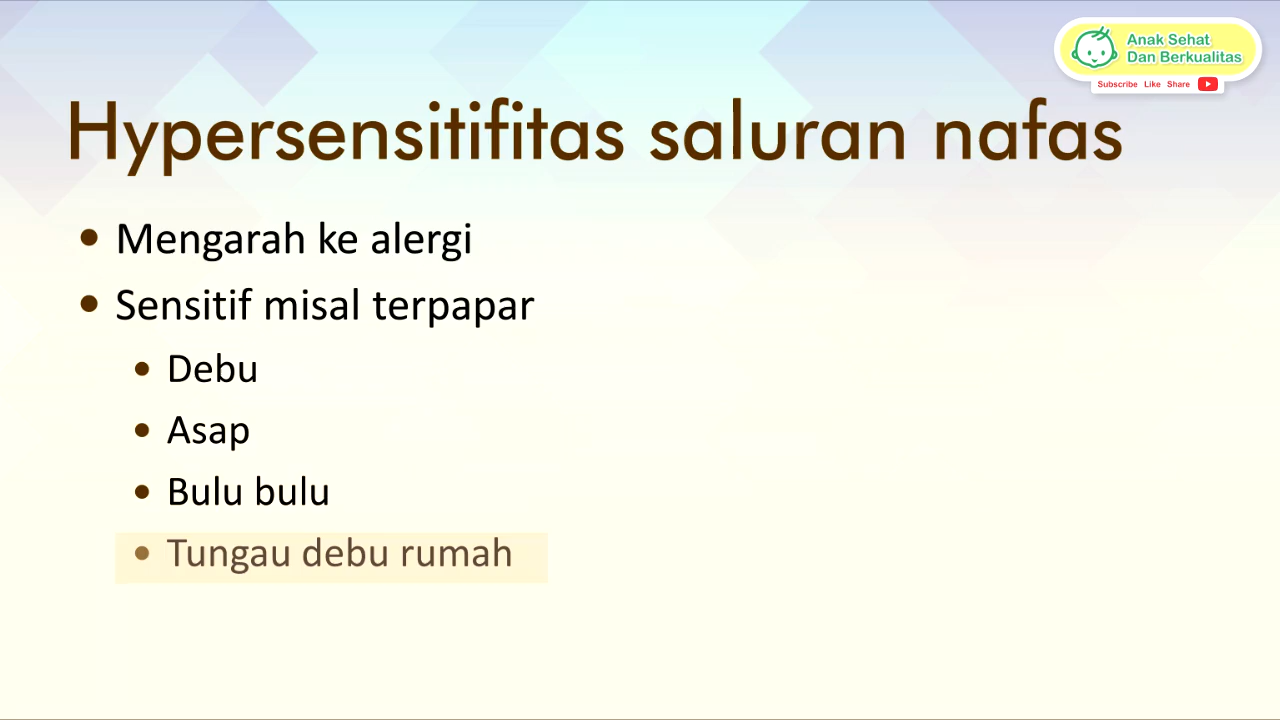 Anak Sehat
Dan Berkualitas
Subscribe Like Share
Hypersensitifitas saluran nafas
• Mengarah ke alergi
• Sensitif misal terpapar
• Debu
• Asap
• Bulu bulu
• Tungau debu rumah